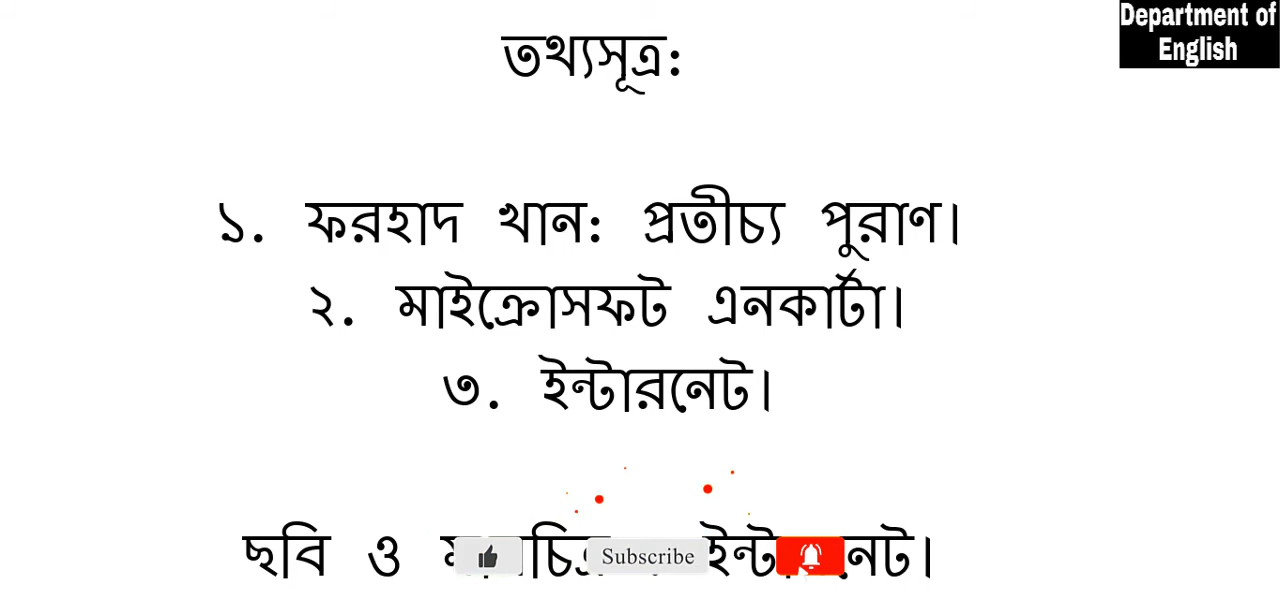 Department of
English
তথ্যসূত্র:
১. ফরহাদ খান: প্রতীচ্য পুরাণ।
২. মাইক্রোসফট এনকার্টা।
৩. ইন্টারনেট।
ছবি ও
Subscribe